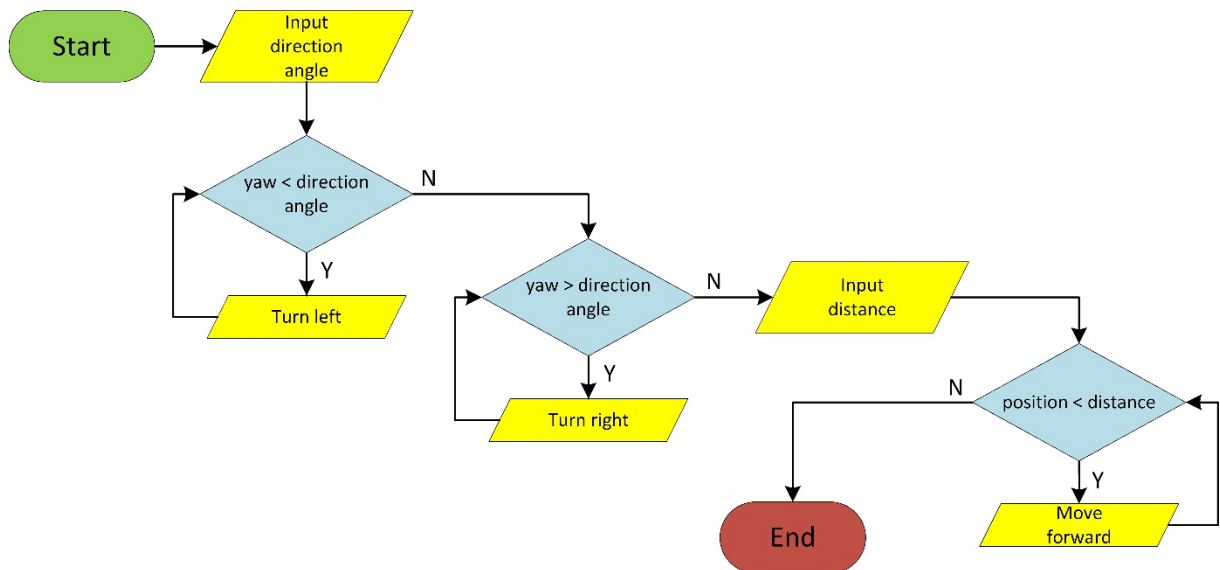 Start
Input
direction
angle
yaw < direction
angle
N
Y
Turn left
yaw > direction
angle
N
Y
Turn right
Input
distance
position < distance
N
Y
Move
forward
End